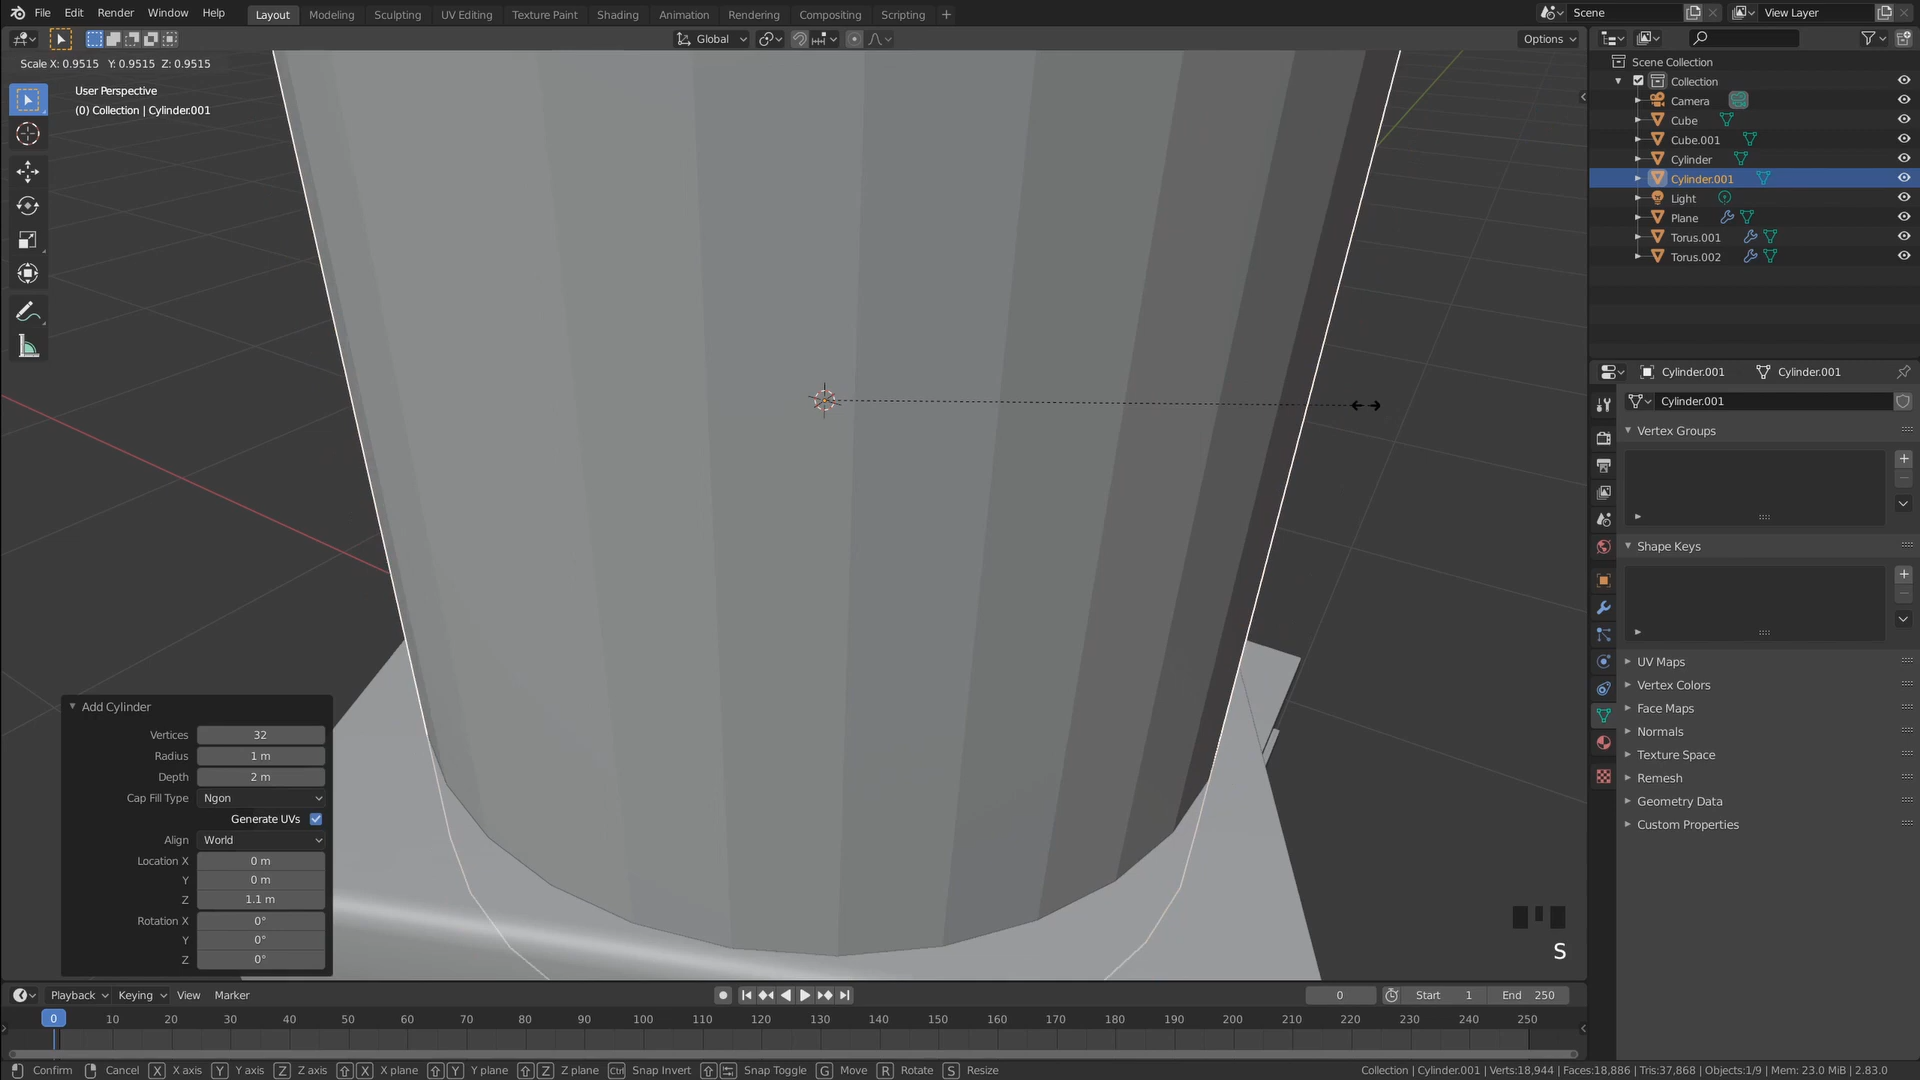 File Edit Render Window Help Layout Modeling Sculpting UV Editing Texture Paint Shading Animation Rendering Compositing Scripting + Scene View Layer
Global Options
Scale X: 0.9515 Y: 0.9515 Z: 0.9515
User Perspective
(0) Collection | Cylinder.001
Scene Collection
Collection
Camera
Cube
Cube.001
Cylinder
Cylinder.001
Light
Plane
Torus.001
Torus.002
Cylinder.001 Cylinder.001
Cylinder.001
Vertex Groups
Shape Keys
UV Maps
Vertex Colors
Face Maps
Normals
Texture Space
Remesh
Geometry Data
Custom Properties
Add Cylinder
Vertices 32
Radius 1 m
Depth 2 m
Cap Fill Type Ngon
Generate UVs
Align World
Location X 0 m
Y 0 m
Z 1.1 m
Rotation X 0°
Y 0°
Z 0°
S
Playback Keying View Marker 0 Start 1 End 250
0 10 20 30 40 50 60 70 80 90 100 110 120 130 140 150 160 170 180 190 200 210 220 230 240 250
Confirm Cancel X X axis Y Y axis Z Z axis X X plane Y Y plane Z Z plane Ctrl Snap Invert Snap Toggle G Move R Rotate S Resize Collection | Cylinder.001 | Verts:18,944 | Faces:18,886 | Tris:37,868 | Objects:1/9 | Mem: 23.0 MiB | 2.83.0